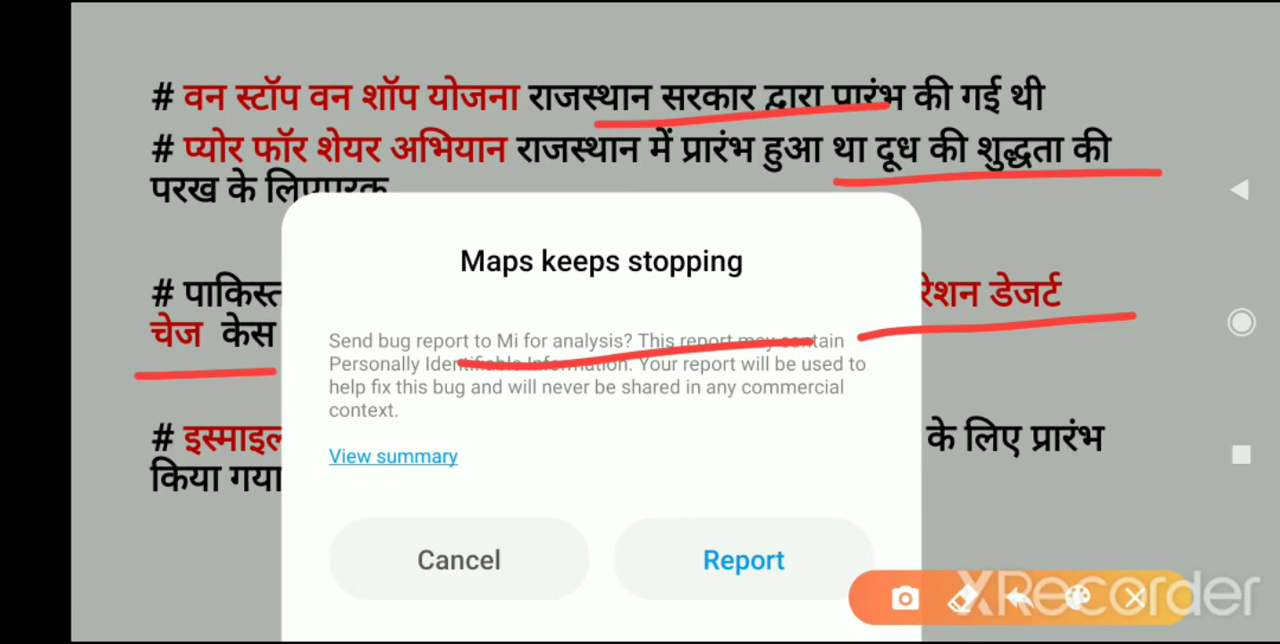 # वन स्टॉप वन शॉप योजना राजस्थान सरकार द्वारा प्रारंभ की गई थी
# प्योर फॉर शेयर अभियान राजस्थान में प्रारंभ हुआ था दूध की शुद्धता की
परख के
Maps keeps stopping
# रेशन डेजर्ट
Send bug report to Mi for analysis? This report may contain
चेज केस
Personally Identifiable Information. Your report will be used to
help fix this bug and will never be shared in any commercial
context.
# के लिए प्रारंभ
View summary
किया गया
Cancel Report
XRecorder